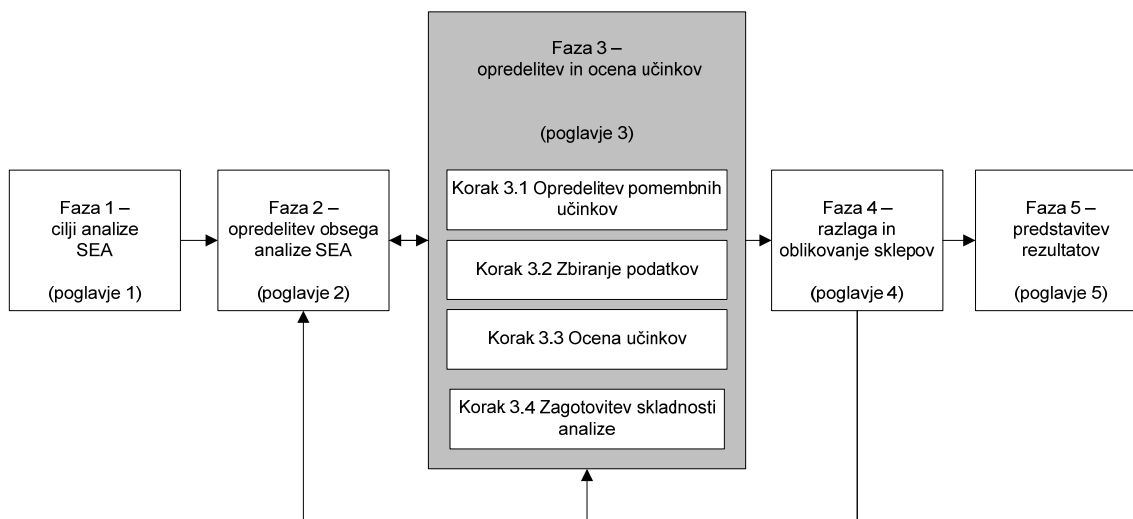 Faza 1 –
cilji analize
SEA
(poglavje 1)
Faza 2 –
opredelitev obsega
analize SEA
(poglavje 2)
Faza 3 –
opredelitev in ocena učinkov
(poglavje 3)
Korak 3.1 Opredelitev pomembnih
učinkov
Korak 3.2 Zbiranje podatkov
Korak 3.3 Ocena učinkov
Korak 3.4 Zagotovitev skladnosti
analize
Faza 4 –
razlaga in
oblikovanje sklepov
(poglavje 4)
Faza 5 –
predstavitev
rezultatov
(poglavje 5)